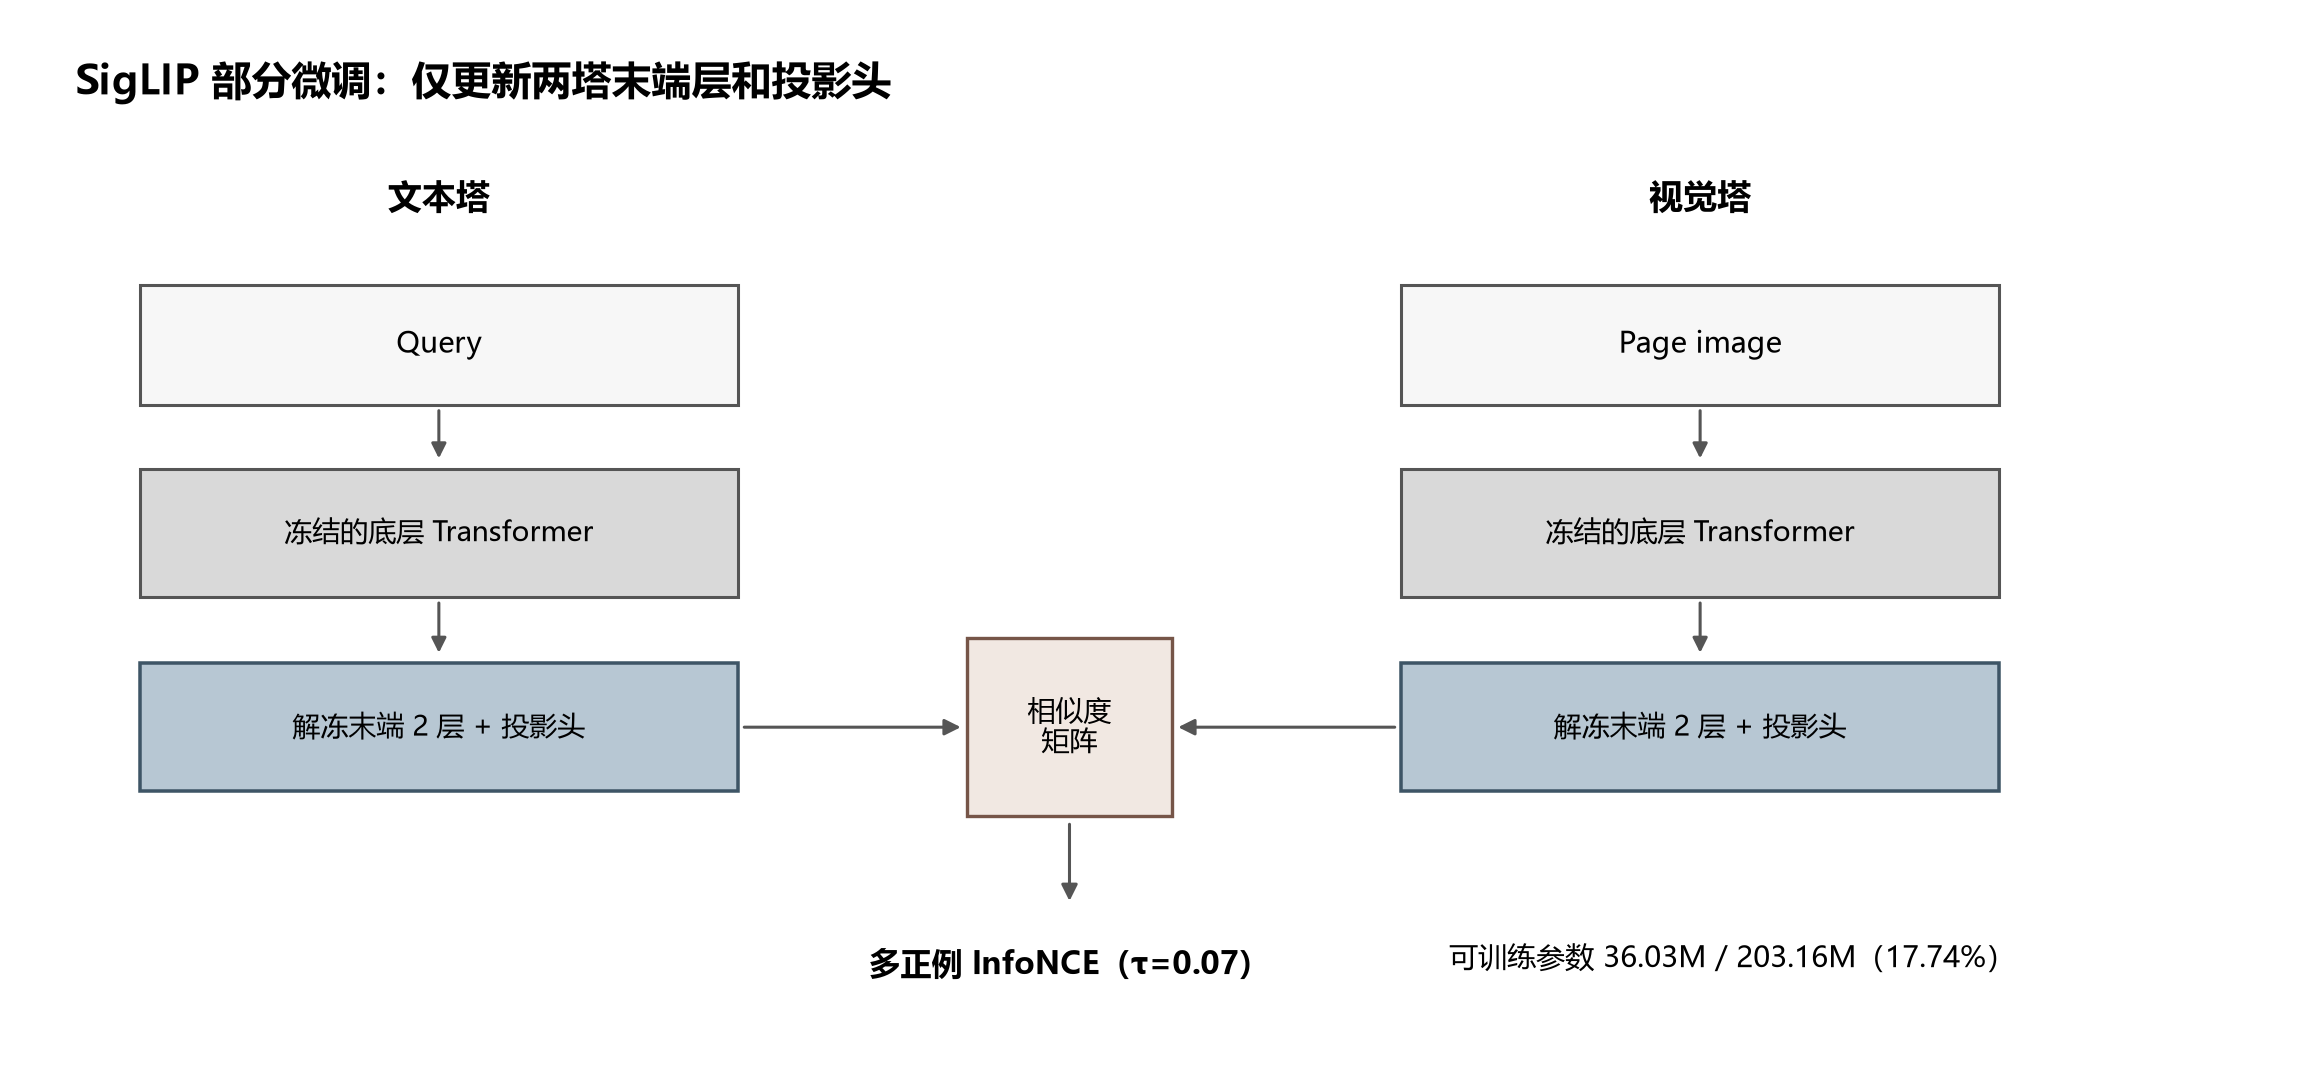 SigLIP 部分微调：仅更新两塔末端层和投影头
文本塔
视觉塔
Query
Page image
冻结的底层 Transformer
冻结的底层 Transformer
解冻末端 2 层 + 投影头
相似度
矩阵
解冻末端 2 层 + 投影头
多正例 InfoNCE（τ=0.07）
可训练参数 36.03M / 203.16M（17.74%）